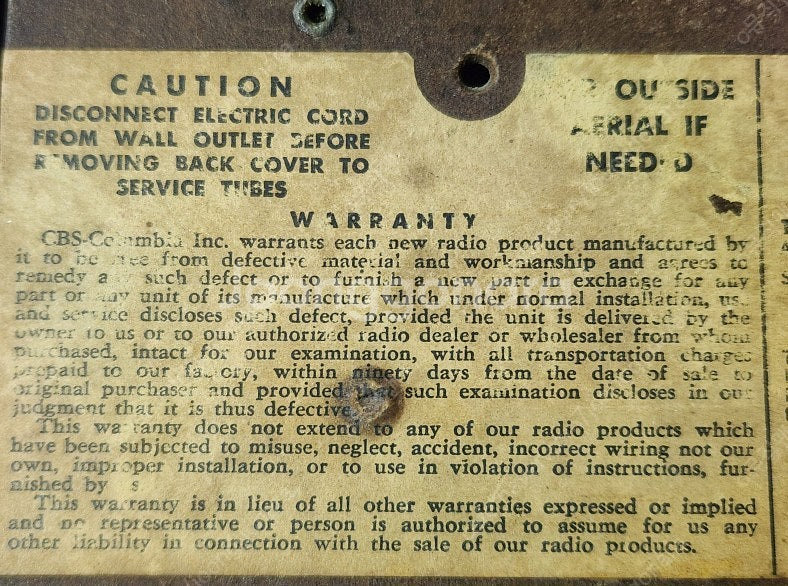 CAUTION
DISCONNECT ELECTRIC CORD
FROM WALL OUTLET BEFORE
REMOVING BACK COVER TO
SERVICE TUBES
OUTSIDE
AERIAL IF
NEEDED
WARRANTY
CBS-Columbia Inc. warrants each new radio product manufactured by
it to be free from defective material and workmanship and agrees to
remedy any such defect or to furnish a new part in exchange for any
part or any unit of its manufacture which under normal installation, use
and service discloses such defect, provided the unit is delivered by the
owner to us or to our authorized radio dealer or wholesaler from whom
purchased, intact for our examination, with all transportation charges
prepaid to our factory, within ninety days from the date of sale to
original purchaser and provided that such examination discloses in our
judgment that it is thus defective.
This warranty does not extend to any of our radio products which
have been subjected to misuse, neglect, accident, incorrect wiring not our
own, improper installation, or to use in violation of instructions, fur-
nished by
This warranty is in lieu of all other warranties expressed or implied
and no representative or person is authorized to assume for us any
other liability in connection with the sale of our radio products.